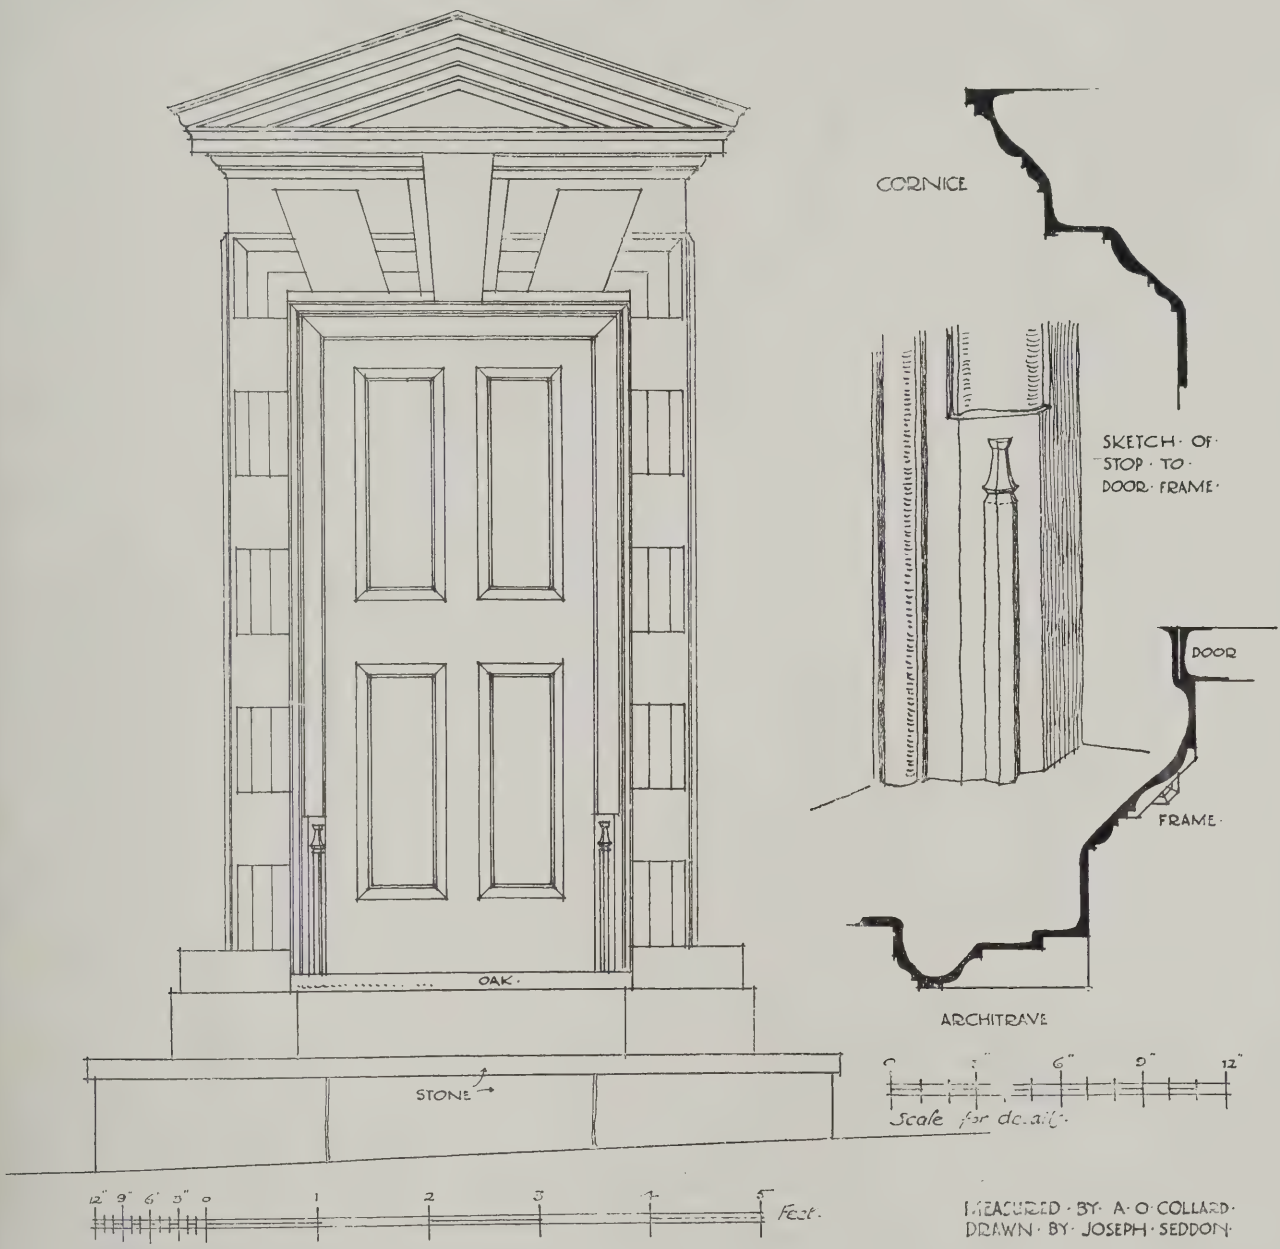 CORNICE
SKETCH · OF ·
STOP · TO ·
DOOR · FRAME ·
DOOR
FRAME ·
OAK ·
ARCHITRAVE
STONE
0 3" 6" 9" 12"
Scale for detail ·
12" 9" 6" 3" 0 1 2 3 4 5 Feet.
MEASURED · BY · A · O · COLLARD ·
DRAWN · BY · JOSEPH · SEDDON ·